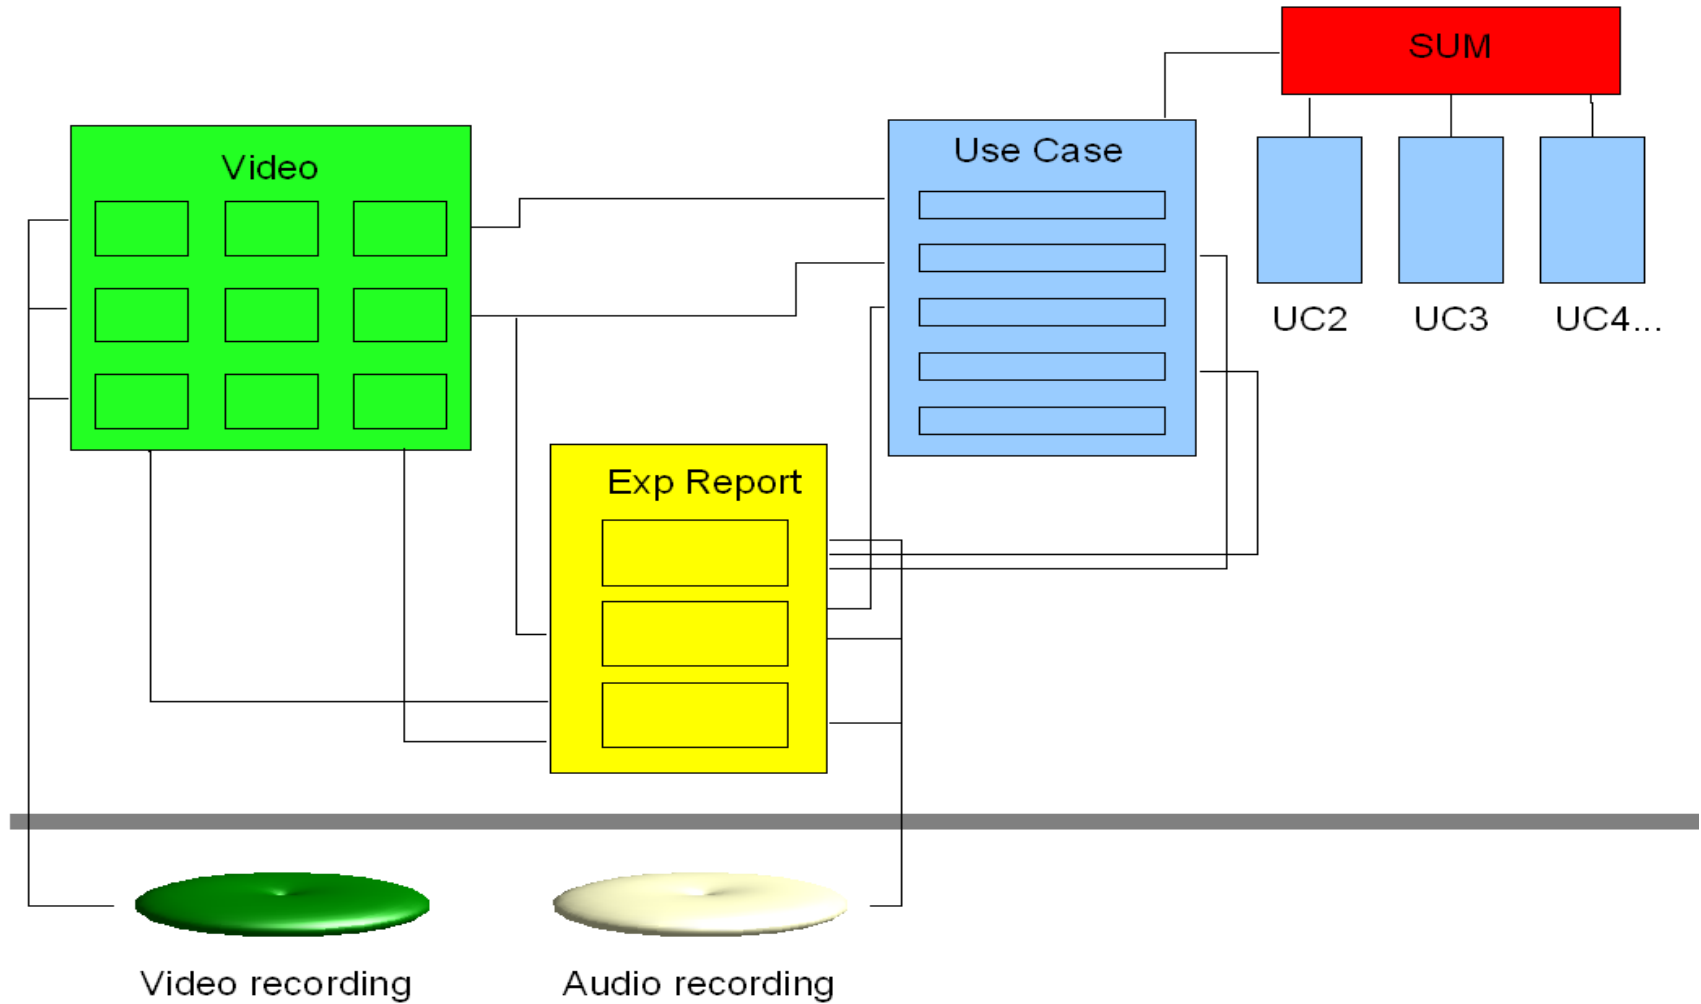 SUM
Video
Use Case
UC2
UC3
UC4...
Exp Report
Video recording
Audio recording